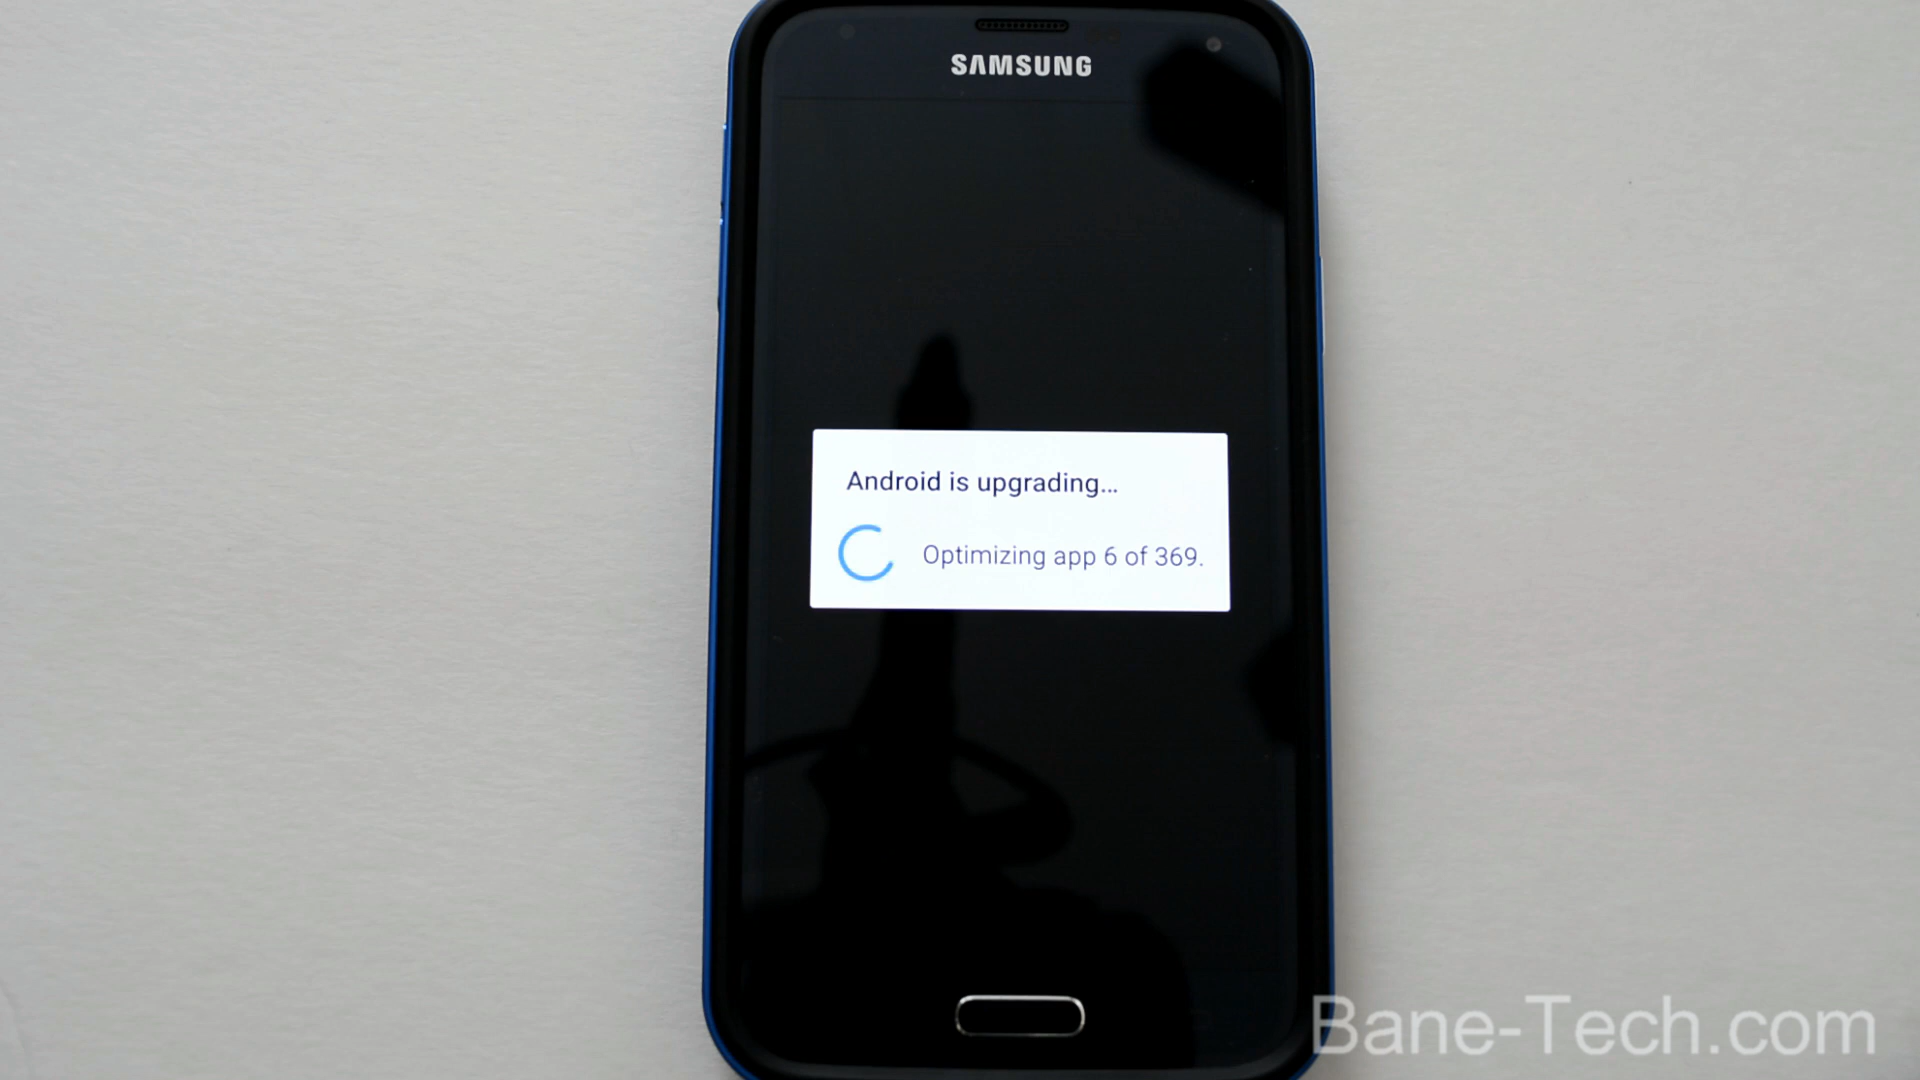 SAMSUNG
Android is upgrading...
Optimizing app 6 of 369.
Bane-Tech.com